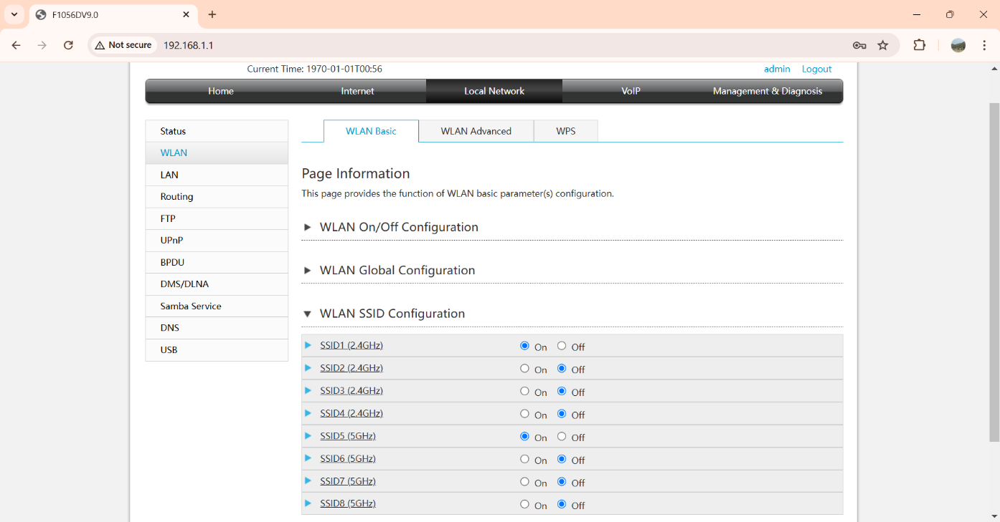 F1056DV9.0
Not secure 192.168.1.1
Current Time: 1970-01-01T00:56 admin Logout
Home Internet Local Network VoIP Management & Diagnosis
Status
WLAN
LAN
Routing
FTP
UPnP
BPDU
DMS/DLNA
Samba Service
DNS
USB
WLAN Basic WLAN Advanced WPS
Page Information
This page provides the function of WLAN basic parameter(s) configuration.
WLAN On/Off Configuration
WLAN Global Configuration
WLAN SSID Configuration
SSID1 (2.4GHz) On Off
SSID2 (2.4GHz) On Off
SSID3 (2.4GHz) On Off
SSID4 (2.4GHz) On Off
SSID5 (5GHz) On Off
SSID6 (5GHz) On Off
SSID7 (5GHz) On Off
SSID8 (5GHz) On Off